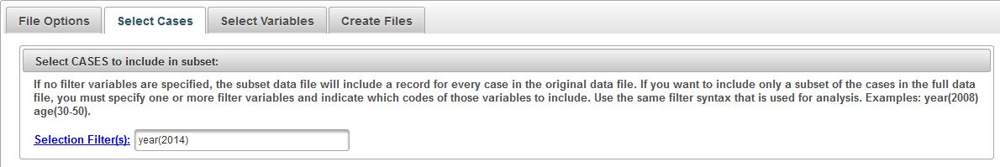 File Options Select Cases Select Variables Create Files
Select CASES to include in subset:
If no filter variables are specified, the subset data file will include a record for every case in the original data file. If you want to include only a subset of the cases in the full data
file, you must specify one or more filter variables and indicate which codes of those variables to include. Use the same filter syntax that is used for analysis. Examples: year(2008)
age(30-50).
Selection Filter(s): year(2014)